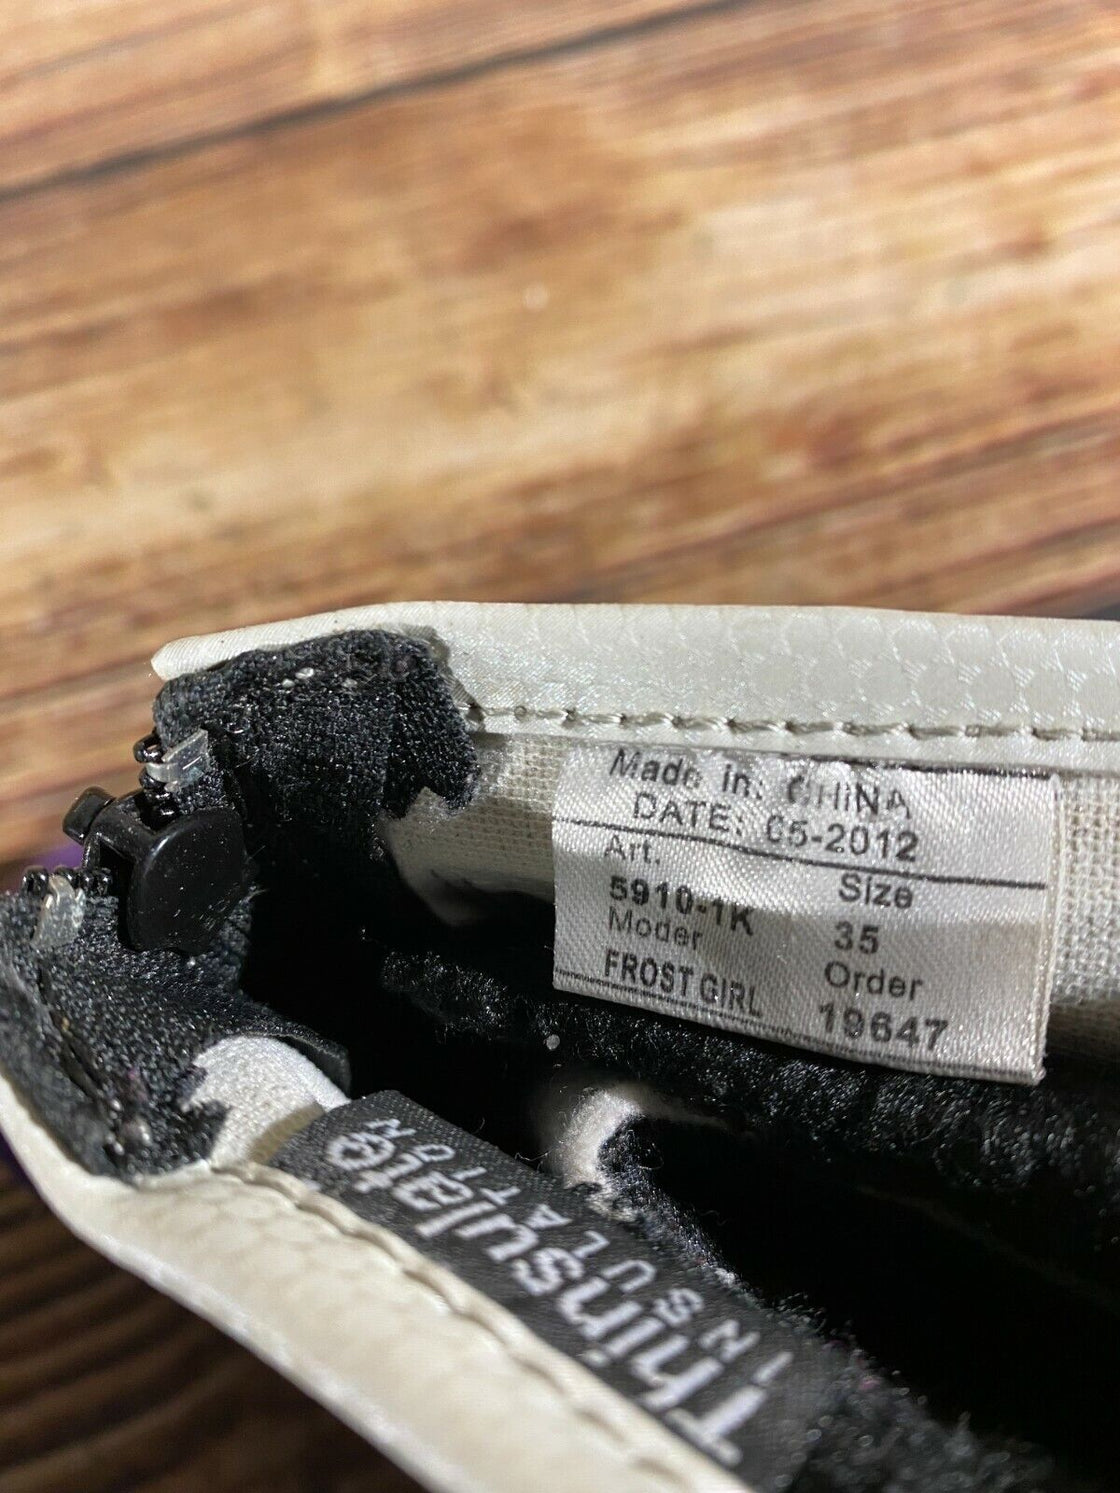 Made in: CHINA
DATE: 05-2012
Art. Size
5910-1K 35
Moder Order
FROST GIRL 19647
Thinsulate
INSULATION